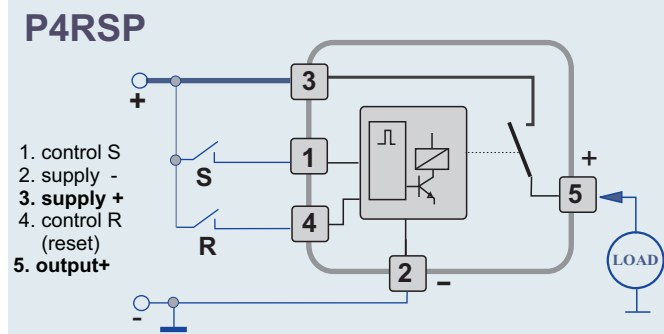 P4RSP
3
+
1. control S
2. supply -
3. supply +
4. control R
(reset)
5. output+
S
1
R
4
+
5
2
-
LOAD
-